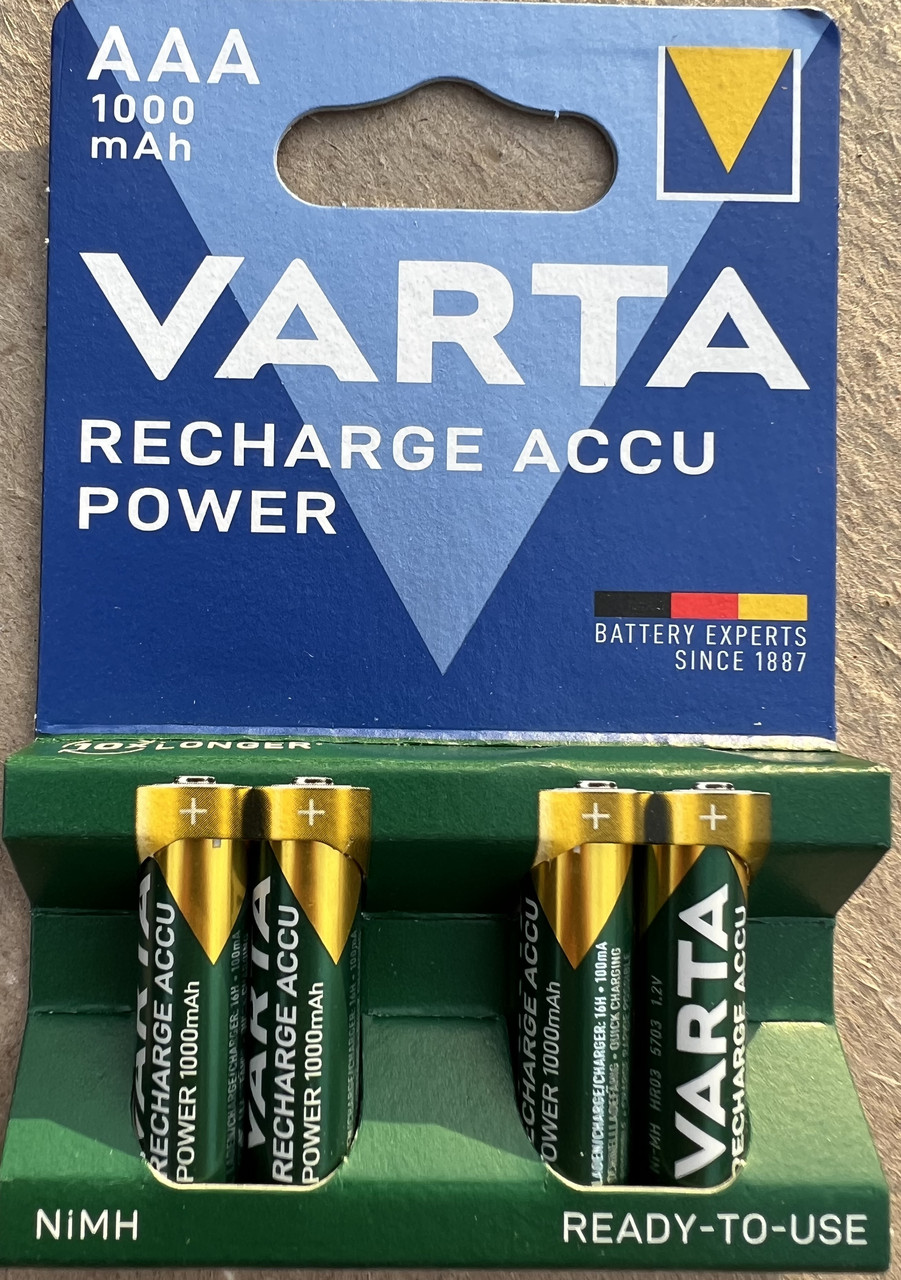 AAA
1000
mAh
VARTA
RECHARGE ACCU
POWER
BATTERY EXPERTS
SINCE 1887
10X LONGER*
+
+
+
+
VARTA
RECHARGE ACCU
POWER 1000mAh
VARTA
RECHARGE ACCU
POWER 1000mAh
RECHARGE ACCU
POWER 1000mAh
LADEN/CHARGE/CHARGER: 16H • 100mA
• QUICK CHARGING
Ni-MH HR03 5703 1.2V
VARTA
RECHARGE ACCU
NiMH
READY-TO-USE